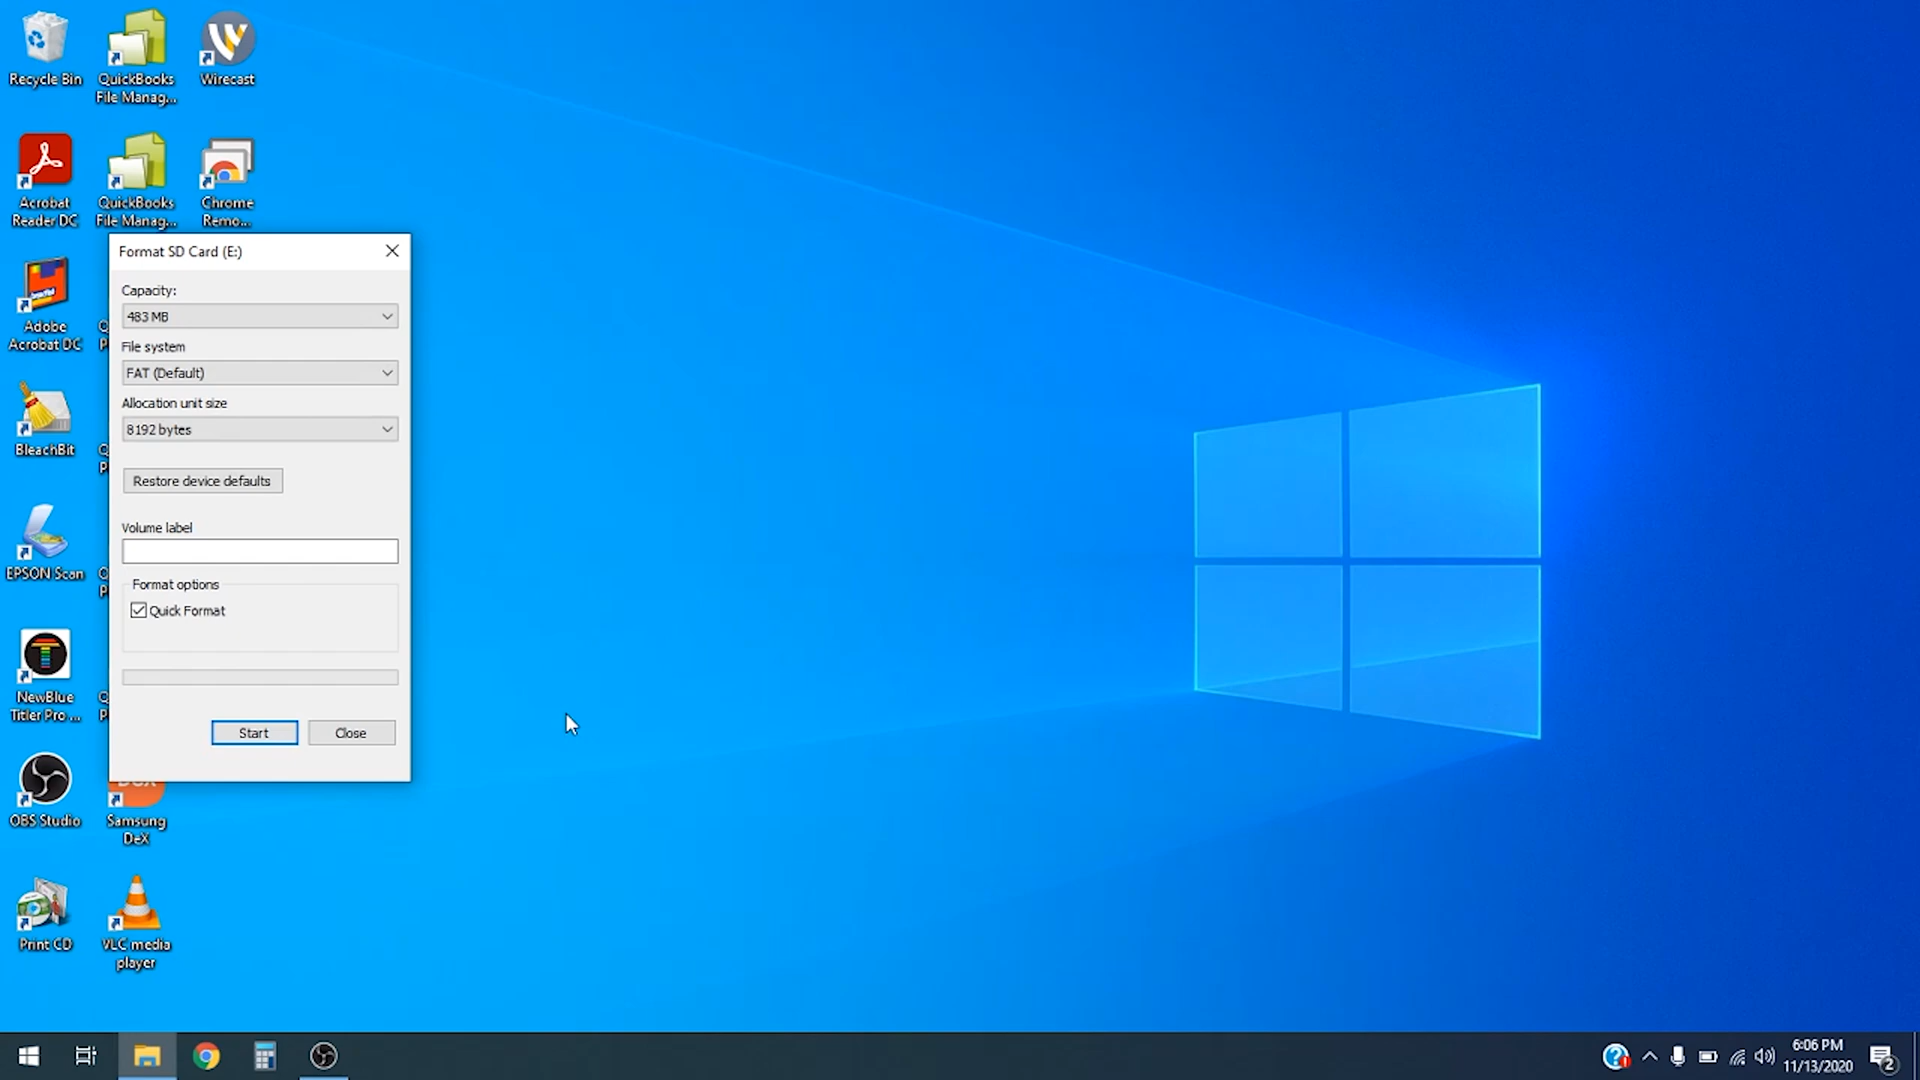 Recycle Bin
QuickBooks
File Manag...
Wirecast
Acrobat
Reader DC
QuickBooks
File Manag...
Chrome
Remo...
Adobe
Acrobat DC
BleachBit
EPSON Scan
NewBlue
Titler Pro ...
OBS Studio
Samsung
DeX
Print CD
VLC media
player
Format SD Card (E:)
Capacity:
483 MB
File system
FAT (Default)
Allocation unit size
8192 bytes
Restore device defaults
Volume label
Format options
Quick Format
Start
Close
6:06 PM
11/13/2020
2